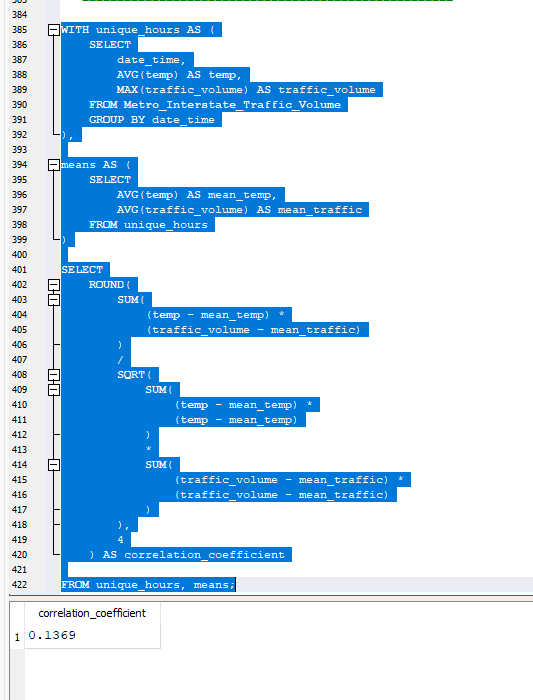 384
385 WITH unique_hours AS (
386 SELECT
387 date_time,
388 AVG(temp) AS temp,
389 MAX(traffic_volume) AS traffic_volume
390 FROM Metro_Interstate_Traffic_Volume
391 GROUP BY date_time
392 ),
393
394 means AS (
395 SELECT
396 AVG(temp) AS mean_temp,
397 AVG(traffic_volume) AS mean_traffic
398 FROM unique_hours
399 )
400
401 SELECT
402 ROUND(
403 SUM(
404 (temp - mean_temp) *
405 (traffic_volume - mean_traffic)
406 )
407 /
408 SQRT(
409 SUM(
410 (temp - mean_temp) *
411 (temp - mean_temp)
412 )
413 *
414 SUM(
415 (traffic_volume - mean_traffic) *
416 (traffic_volume - mean_traffic)
417 )
418 ),
419 4
420 ) AS correlation_coefficient
421
422 FROM unique_hours, means;
correlation_coefficient
1 0.1369